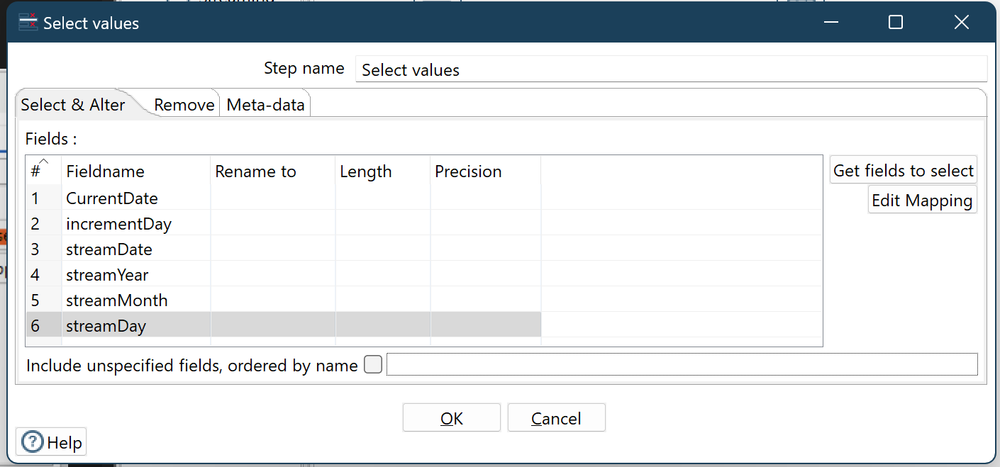 Select values
Step name Select values
Select & Alter Remove Meta-data
Fields :
# Fieldname Rename to Length Precision Get fields to select
1 CurrentDate Edit Mapping
2 incrementDay
3 streamDate
4 streamYear
5 streamMonth
6 streamDay
Include unspecified fields, ordered by name
OK Cancel
? Help